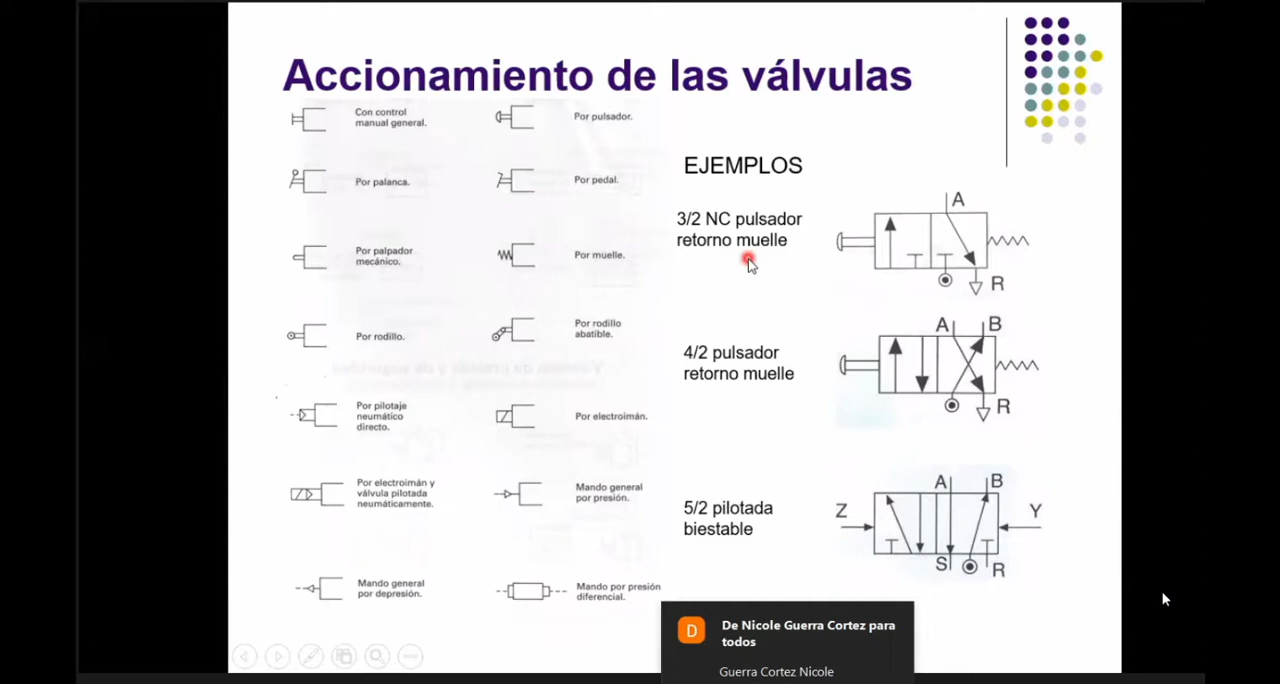 Accionamiento de las válvulas
Con control
manual general.
Por pulsador.
Por palanca.
Por pedal.
Por palpador
mecánico.
Por muelle.
Por rodillo.
Por rodillo
abatible.
Por pilotaje
neumático
directo.
Por electroimán.
Por electroimán y
válvula pilotada
neumáticamente.
Mando general
por presión.
Mando general
por depresión.
Mando por presión
diferencial.
EJEMPLOS
3/2 NC pulsador
retorno muelle
A
R
4/2 pulsador
retorno muelle
A B
R
5/2 pilotada
biestable
A B
Z Y
S R
D
De Nicole Guerra Cortez para
todos
Guerra Cortez Nicole